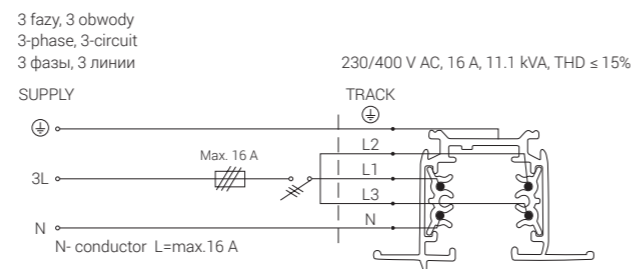 3 fazy, 3 obwody
3-phase, 3-circuit
3 фазы, 3 линии
230/400 V AC, 16 A, 11.1 kVA, THD ≤ 15%
SUPPLY
TRACK
L2
Max. 16 A
L1
3L
L3
N
N
N- conductor L=max.16 A